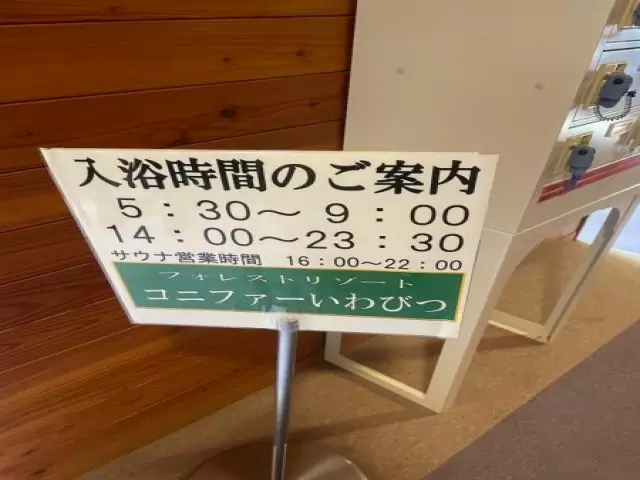 入浴時間のご案内
5：30～9：00
14：00～23：30
サウナ営業時間 16：00～22：00
フォレストリゾート
コニファーいわびつ